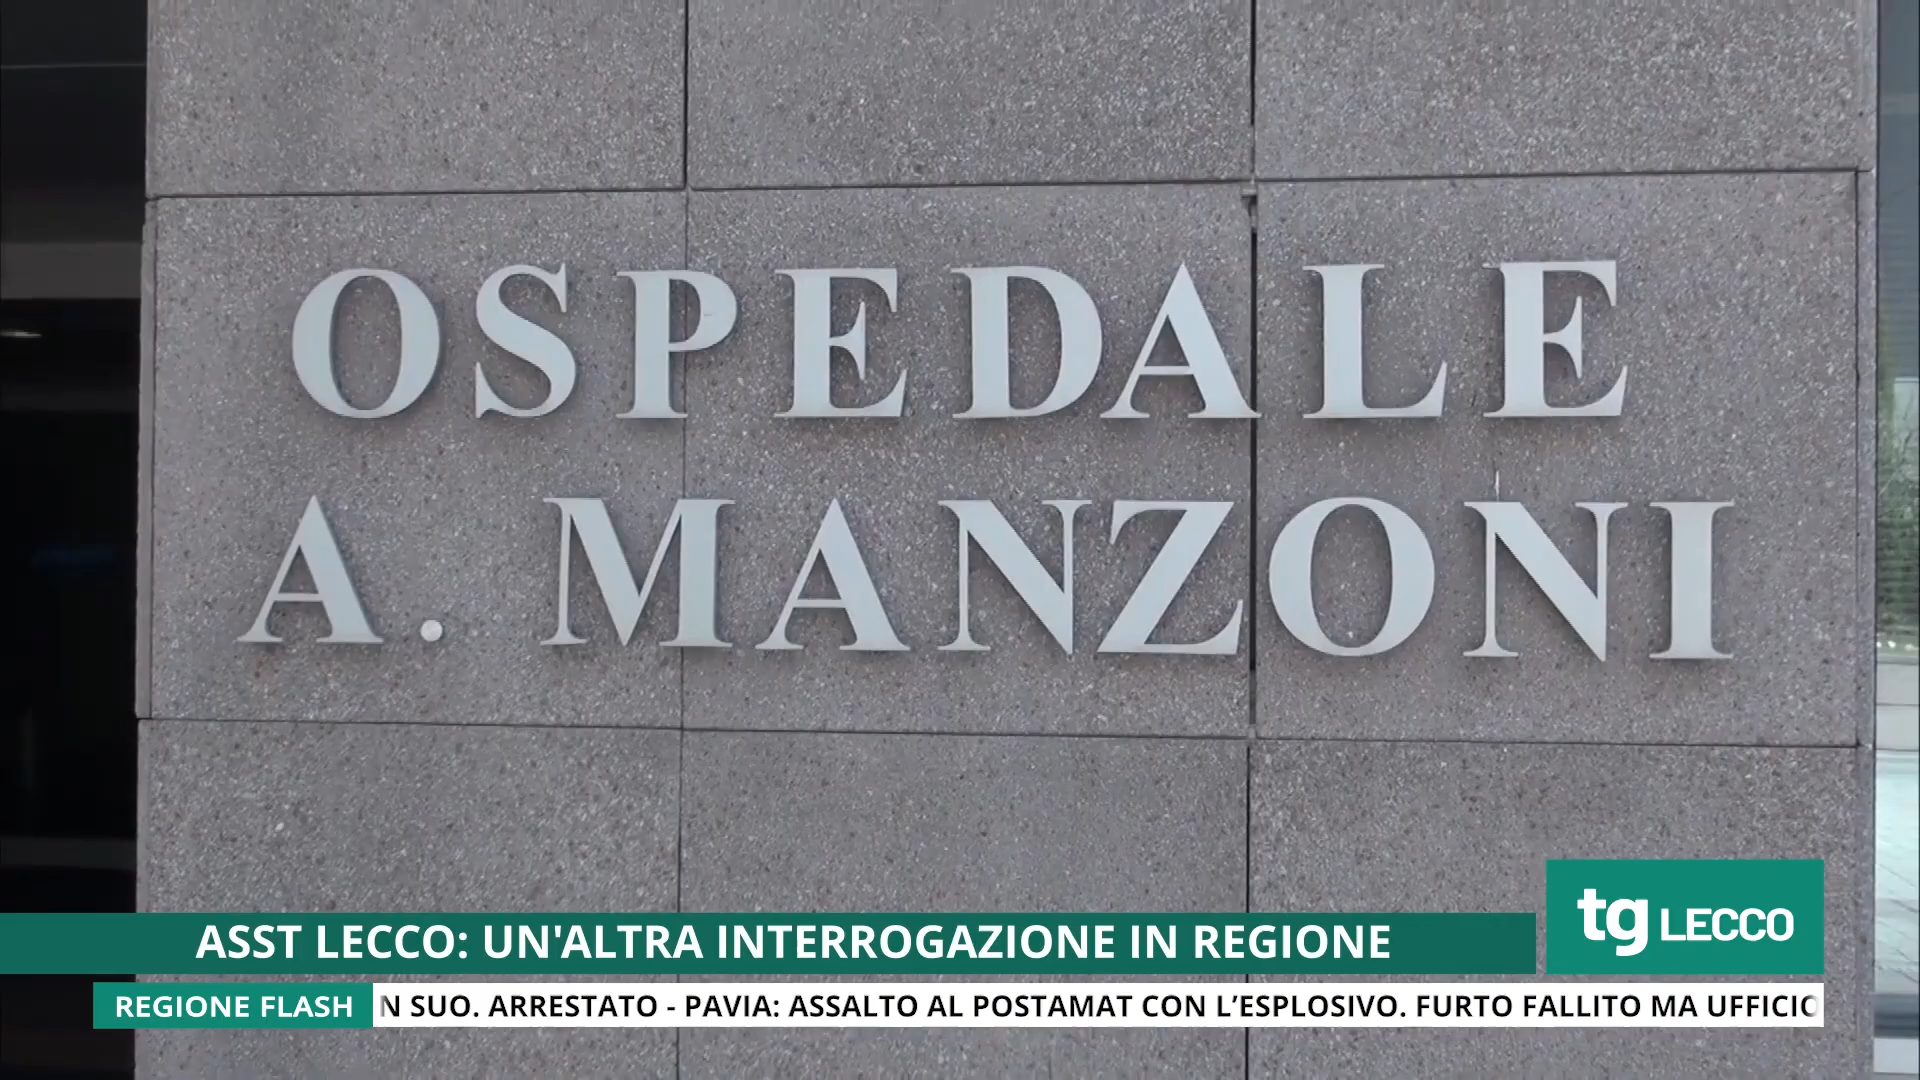 OSPEDALE
A. MANZONI
ASST LECCO: UN'ALTRA INTERROGAZIONE IN REGIONE
tg LECCO
REGIONE FLASH
SUO. ARRESTATO - PAVIA: ASSALTO AL POSTAMAT CON L’ESPLOSIVO. FURTO FALLITO MA UFFICIO